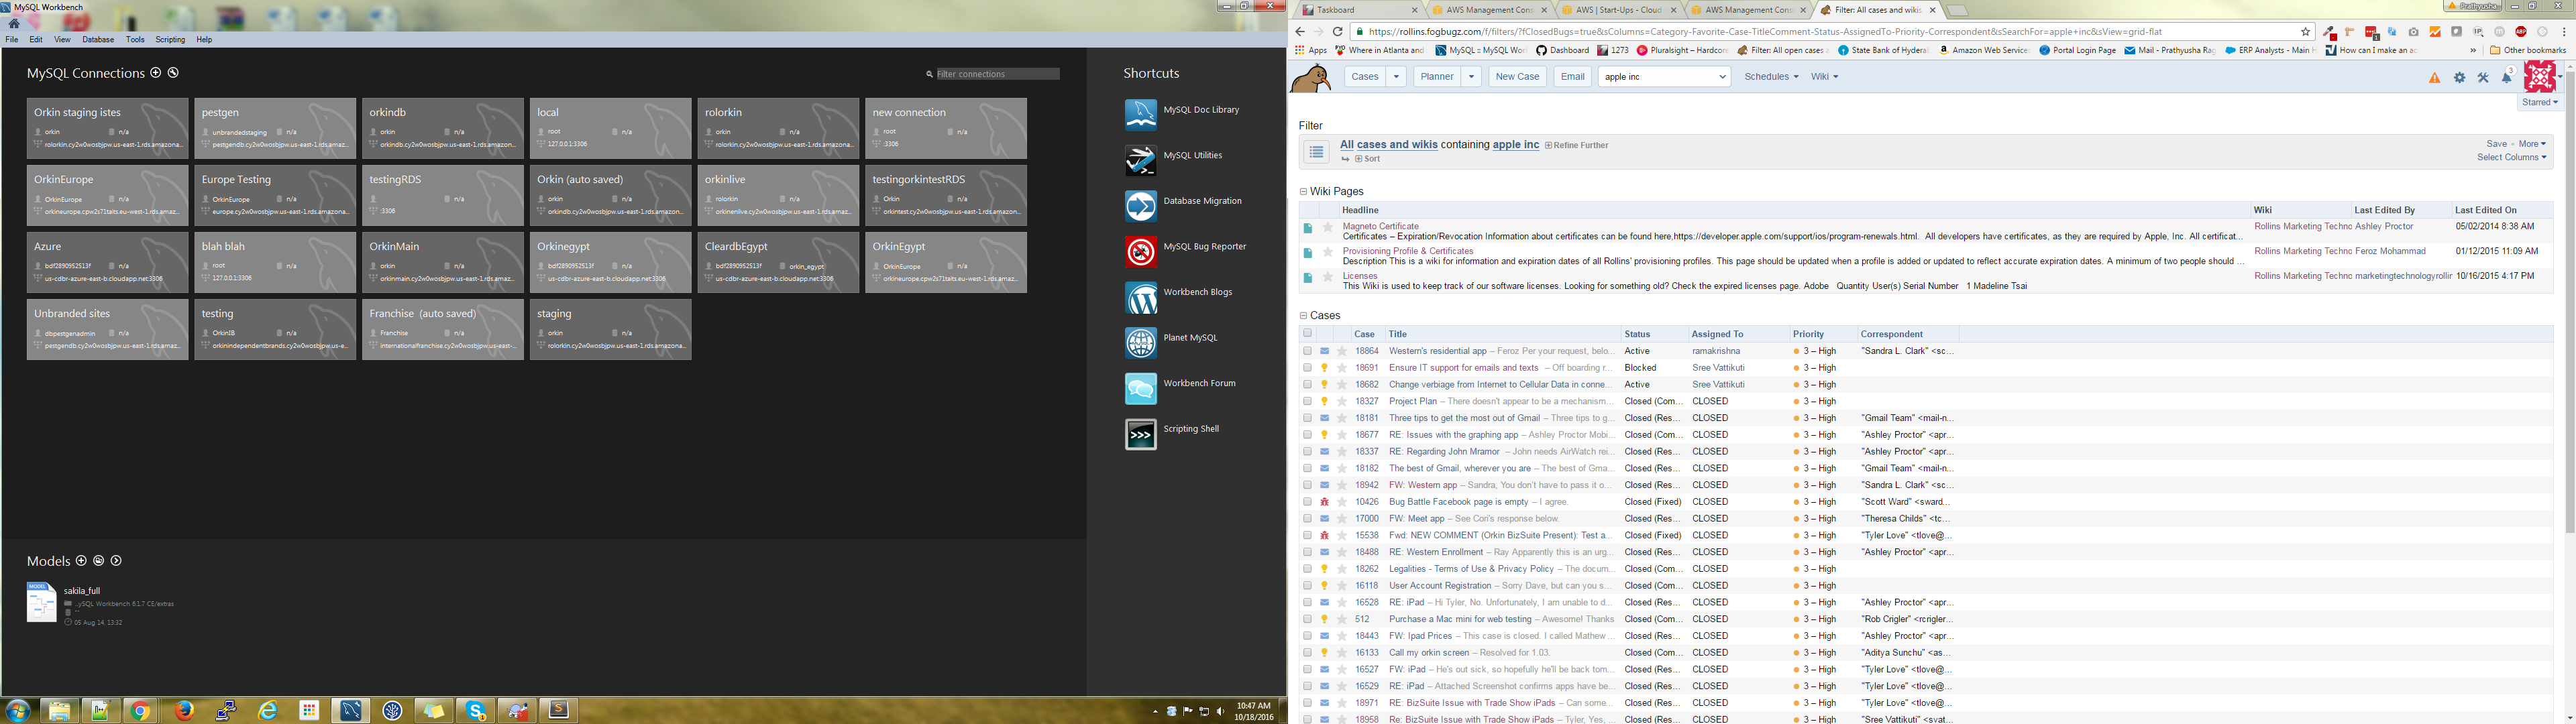 MySQL Workbench
File Edit View Database Tools Scripting Help
MySQL Connections
Filter connections
Orkin staging istes
orkin n/a
rolorkin.cy2w0wosbjpw.us-east-1.rds.amazona...
pestgen
unbrandedstaging n/a
pestgendb.cy2w0wosbjpw.us-east-1.rds.amaz...
orkindb
orkin n/a
orkindb.cy2w0wosbjpw.us-east-1.rds.amazon...
local
root n/a
127.0.0.1:3306
rolorkin
orkin n/a
rolorkin.cy2w0wosbjpw.us-east-1.rds.amazona...
new connection
root n/a
:3306
OrkinEurope
OrkinEurope n/a
orkineurope.cpw2s71taits.eu-west-1.rds.amaz...
Europe Testing
OrkinEurope n/a
europe.cy2w0wosbjpw.us-east-1.rds.amazona...
testingRDS
n/a
:3306
Orkin (auto saved)
orkin n/a
orkindb.cy2w0wosbjpw.us-east-1.rds.amazon...
orkinlive
rolorkin n/a
orkinenlive.cy2w0wosbjpw.us-east-1.rds.amaz...
testingorkintestRDS
Orkin n/a
orkintest.cy2w0wosbjpw.us-east-1.rds.amazon...
Azure
bdf2890952513f n/a
us-cdbr-azure-east-b.cloudapp.net:3306
blah blah
root n/a
127.0.0.1:3306
OrkinMain
orkin n/a
orkinmain.cy2w0wosbjpw.us-east-1.rds.amazo...
Orkinegypt
bdf2890952513f n/a
us-cdbr-azure-east-b.cloudapp.net:3306
CleardbEgypt
bdf2890952513f orkin_egypt
us-cdbr-azure-east-b.cloudapp.net:3306
OrkinEgypt
OrkinEurope n/a
orkineurope.cpw2s71taits.eu-west-1.rds.amaz...
Unbranded sites
dbpestgenadmin n/a
pestgendb.cy2w0wosbjpw.us-east-1.rds.amaz...
testing
OrkinIB n/a
orkinindependentbrands.cy2w0wosbjpw.us-e...
Franchise (auto saved)
Franchise n/a
internationalfranchise.cy2w0wosbjpw.us-east-...
staging
orkin n/a
rolorkin.cy2w0wosbjpw.us-east-1.rds.amazona...
Models
sakila_full
...ySQL Workbench 6.1.7 CE/extras
--
05 Aug 14, 13:32
Shortcuts
MySQL Doc Library
MySQL Utilities
Database Migration
MySQL Bug Reporter
Workbench Blogs
Planet MySQL
Workbench Forum
Scripting Shell
10:47 AM
10/18/2016
Taskboard AWS Management Cons AWS | Start-Ups - Cloud AWS Management Cons Filter: All cases and wikis
Prathyusha
https://rollins.fogbugz.com/f/filters/?fClosedBugs=true&sColumns=Category-Favorite-Case-TitleComment-Status-AssignedTo-Priority-Correspondent&sSearchFor=apple+inc&sView=grid-flat
Apps Where in Atlanta and MySQL :: MySQL Wor Dashboard 1273 Pluralsight – Hardcore Filter: All open cases State Bank of Hyderab Amazon Web Services Portal Login Page Mail - Prathyusha Rag ERP Analysts - Main H How can I make an ac » Other bookmarks
Cases Planner New Case Email apple inc Schedules Wiki 3
Starred
Filter
All cases and wikis containing apple inc Refine Further
Sort
Save More
Select Columns
Wiki Pages
Headline Wiki Last Edited By Last Edited On
Magneto Certificate Rollins Marketing Techno Ashley Proctor 05/02/2014 8:38 AM
Certificates – Expiration/Revocation Information about certificates can be found here,https://developer.apple.com/support/ios/program-renewals.html. All developers have certificates, as they are required by Apple, Inc. All certificat...
Provisioning Profile & Certificates Rollins Marketing Techno Feroz Mohammad 01/12/2015 11:09 AM
Description This is a wiki for information and expiration dates of all Rollins' provisioning profiles. This page should be updated when a profile is added or updated to reflect accurate expiration dates. A minimum of two people should ...
Licenses Rollins Marketing Techno marketingtechnologyrollir 10/16/2015 4:17 PM
This Wiki is used to keep track of our software licenses. Looking for something old? Check the expired licenses page. Adobe Quantity User(s) Serial Number 1 Madeline Tsai
Cases
Case Title Status Assigned To Priority Correspondent
18864 Western's residential app – Feroz Per your request, belo... Active ramakrishna 3 – High "Sandra L. Clark" <sc...
18691 Ensure IT support for emails and texts – Off boarding r... Blocked Sree Vattikuti 3 – High
18682 Change verbiage from Internet to Cellular Data in conne... Active Sree Vattikuti 3 – High
18327 Project Plan – There doesn't appear to be a mechanism... Closed (Com... CLOSED 3 – High
18181 Three tips to get the most out of Gmail – Three tips to g... Closed (Res... CLOSED 3 – High "Gmail Team" <mail-n...
18677 RE: Issues with the graphing app – Ashley Proctor Mobi... Closed (Com... CLOSED 3 – High "Ashley Proctor" <apr...
18337 RE: Regarding John Mramor – John needs AirWatch rei... Closed (Res... CLOSED 3 – High "Ashley Proctor" <apr...
18182 The best of Gmail, wherever you are – The best of Gma... Closed (Res... CLOSED 3 – High "Gmail Team" <mail-n...
18942 FW: Western app – Sandra, You don't have to pass it o... Closed (Res... CLOSED 3 – High "Sandra L. Clark" <sc...
10426 Bug Battle Facebook page is empty – I agree. Closed (Fixed) CLOSED 3 – High "Scott Ward" <sward...
17000 FW: Meet app – See Cori's response below. Closed (Res... CLOSED 3 – High "Theresa Childs" <tc...
15538 Fwd: NEW COMMENT (Orkin BizSuite Present): Test a... Closed (Fixed) CLOSED 3 – High "Tyler Love" <tlove@...
18488 RE: Western Enrollment – Ray Apparently this is an urg... Closed (Res... CLOSED 3 – High "Ashley Proctor" <apr...
18262 Legalities - Terms of Use & Privacy Policy – The docum... Closed (Com... CLOSED 3 – High
16118 User Account Registration – Sorry Dave, but can you s... Closed (Com... CLOSED 3 – High
16528 RE: iPad – Hi Tyler, No. Unfortunately, I am unable to d... Closed (Res... CLOSED 3 – High "Ashley Proctor" <apr...
512 Purchase a Mac mini for web testing – Awesome! Thanks Closed (Com... CLOSED 3 – High "Rob Crigler" <rcrigler...
18443 FW: Ipad Prices – This case is closed. I called Mathew ... Closed (Res... CLOSED 3 – High "Ashley Proctor" <apr...
16133 Call my orkin screen – Resolved for 1.03. Closed (Com... CLOSED 3 – High "Aditya Sunchu" <as...
16527 FW: iPad – He's out sick, so hopefully he'll be back tom... Closed (Res... CLOSED 3 – High "Tyler Love" <tlove@...
16529 RE: iPad – Attached Screenshot confirms apps have be... Closed (Res... CLOSED 3 – High "Tyler Love" <tlove@...
18971 RE: BizSuite Issue with Trade Show iPads – Can some... Closed (Res... CLOSED 3 – High "Tyler Love" <tlove@...
18958 Re: BizSuite Issue with Trade Show iPads – Tyler, Yes, ... Closed (Res... CLOSED 3 – High "Sree Vattikuti" <svat...